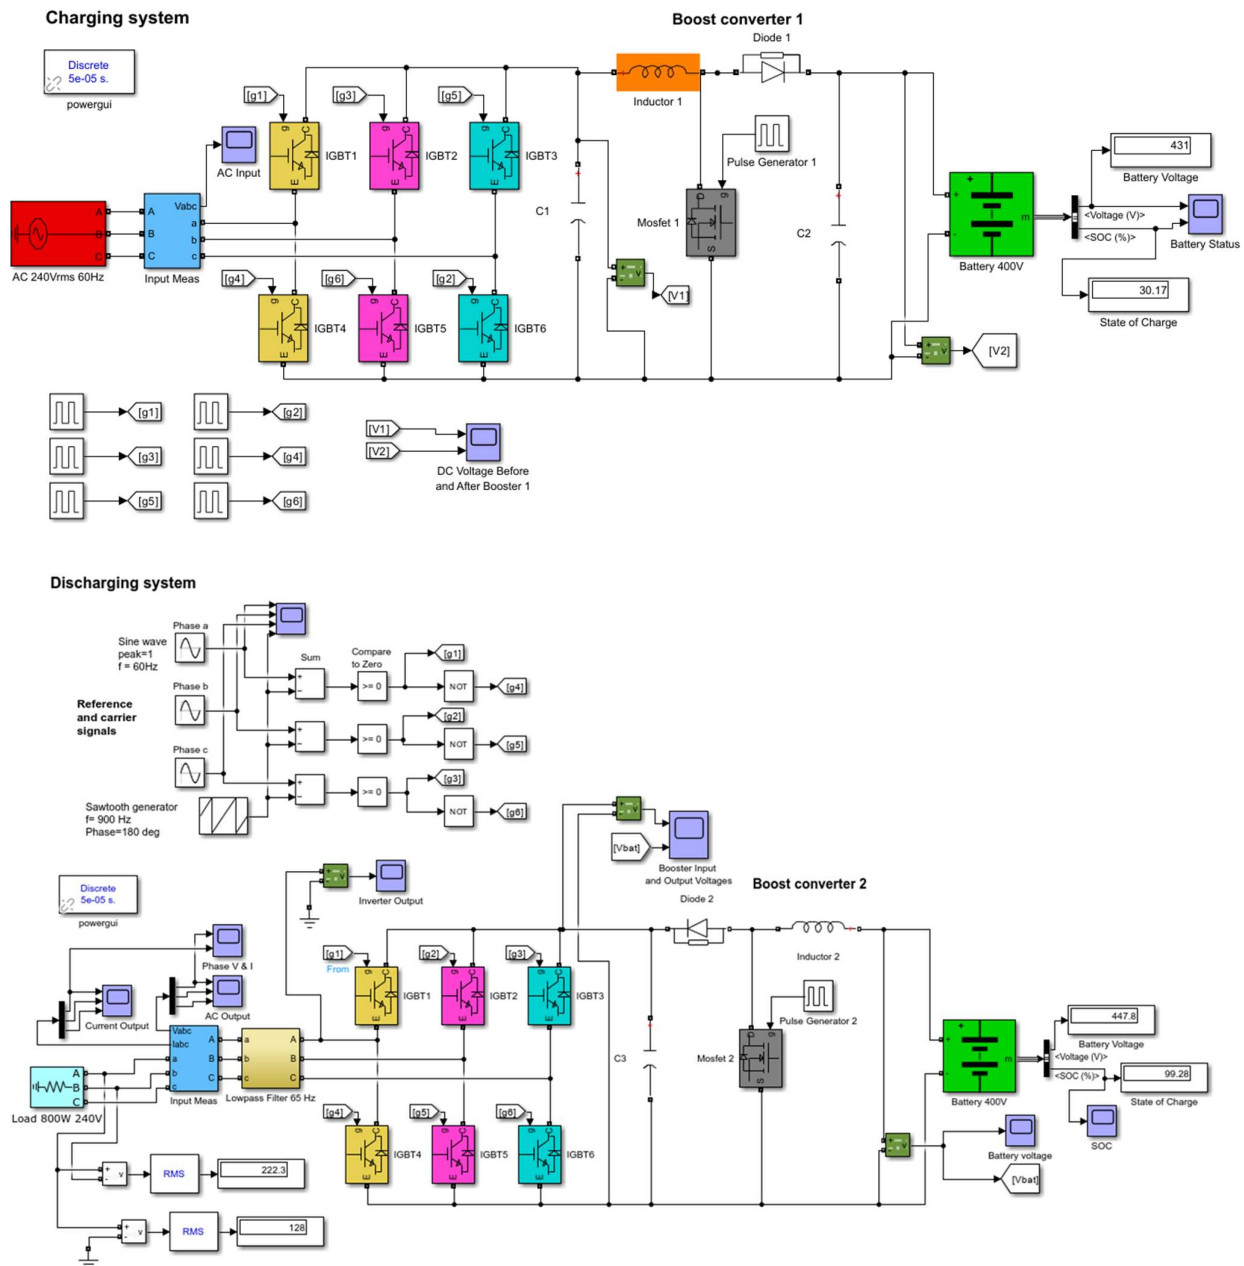 Charging system
Boost converter 1
Diode 1
Discrete
5e-05 s.
powergui
Inductor 1
[g1]
[g3]
[g5]
g
C
E
IGBT1
g
C
E
IGBT2
g
C
E
IGBT3
AC Input
Pulse Generator 1
431
Battery Voltage
Vabc
A
B
C
A
B
C
a
b
c
AC 240Vrms 60Hz
Input Meas
C1
D
g
S
Mosfet 1
C2
+
-
+
m
Battery 400V
<Voltage (V)>
<SOC (%)>
Battery Status
[g4]
[g6]
[g2]
g
C
E
IGBT4
g
C
E
IGBT5
g
C
E
IGBT6
+
-
v
[V1]
30.17
State of Charge
+
-
v
[V2]
[g1]
[g2]
[g3]
[g4]
[g5]
[g6]
[V1]
[V2]
DC Voltage Before
and After Booster 1
Discharging system
Phase a
Sine wave
peak=1
f = 60Hz
Sum
Compare
to Zero
+
−
>= 0
[g1]
NOT
[g4]
Phase b
Reference
and carrier
signals
+
−
>= 0
[g2]
NOT
[g5]
Phase c
+
−
>= 0
[g3]
NOT
[g6]
Sawtooth generator
f= 900 Hz
Phase=180 deg
+
-
v
[Vbat]
Booster Input
and Output Voltages
Boost converter 2
+
-
v
Inverter Output
Diode 2
Discrete
5e-05 s.
powergui
Inductor 2
[g1]
From
[g2]
[g3]
g
C
E
IGBT1
g
C
E
IGBT2
g
C
E
IGBT3
Phase V & I
AC Output
Current Output
Pulse Generator 2
447.8
Battery Voltage
Vabc
Iabc
a
b
c
A
B
C
a
b
c
A
B
C
A
B
C
Load 800W 240V
Input Meas
Lowpass Filter 65 Hz
C3
D
g
S
Mosfet 2
+
-
+
m
Battery 400V
<Voltage (V)>
<SOC (%)>
99.28
State of Charge
SOC
[g4]
[g5]
[g6]
g
C
E
IGBT4
g
C
E
IGBT5
g
C
E
IGBT6
+
-
v
Battery voltage
[Vbat]
+
-
v
RMS
222.3
+
-
v
RMS
128